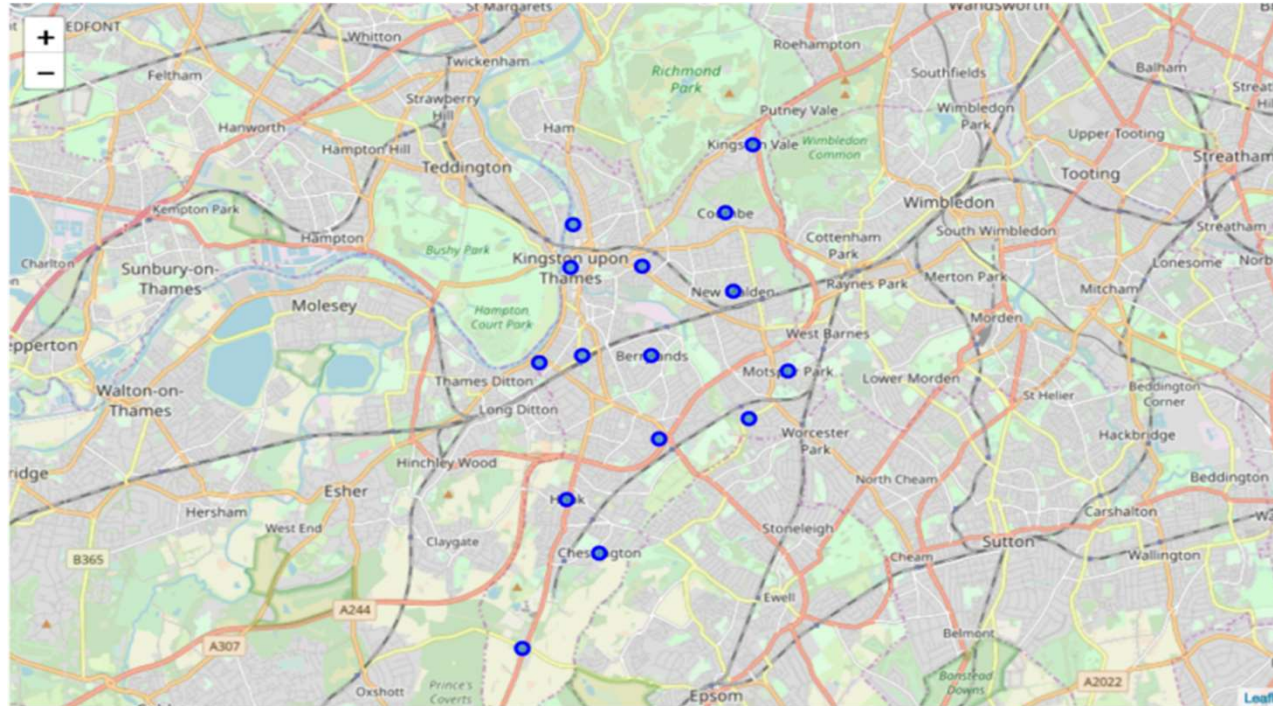 +
−
EDFONT
Whitton
St Margarets
Wandsworth
Feltham
Twickenham
Richmond
Park
Roehampton
Southfields
Balham
Strawberry
Hill
Putney Vale
Wimbledon
Park
Hanworth
Hampton Hill
Ham
Kingston Vale
Wimbledon
Common
Upper Tooting
Teddington
Streatham
Tooting
Kempton Park
Coombe
Wimbledon
Hampton
Bushy Park
Cottenham
Park
South Wimbledon
Streatham
Charlton
Sunbury-on-
Thames
Kingston upon
Thames
Lonesome
Norb
Molesey
New Malden
Raynes Park
Merton Park
Mitcham
Hampton
Court Park
Morden
epperton
West Barnes
Berrylands
Thames Ditton
Motspur Park
Lower Morden
Walton-on-
Thames
St Helier
Beddington
Corner
Long Ditton
Worcester
Park
Hackbridge
ridge
Hinchley Wood
Beddington
Esher
North Cheam
Hook
Hersham
West End
Stoneleigh
Carshalton
Claygate
Chessington
Cheam
Sutton
Wallington
B365
Ewell
A244
Belmont
A307
Oxshott
Prince's
Coverts
Epsom
Banstead
Downs
A2022
Leafl